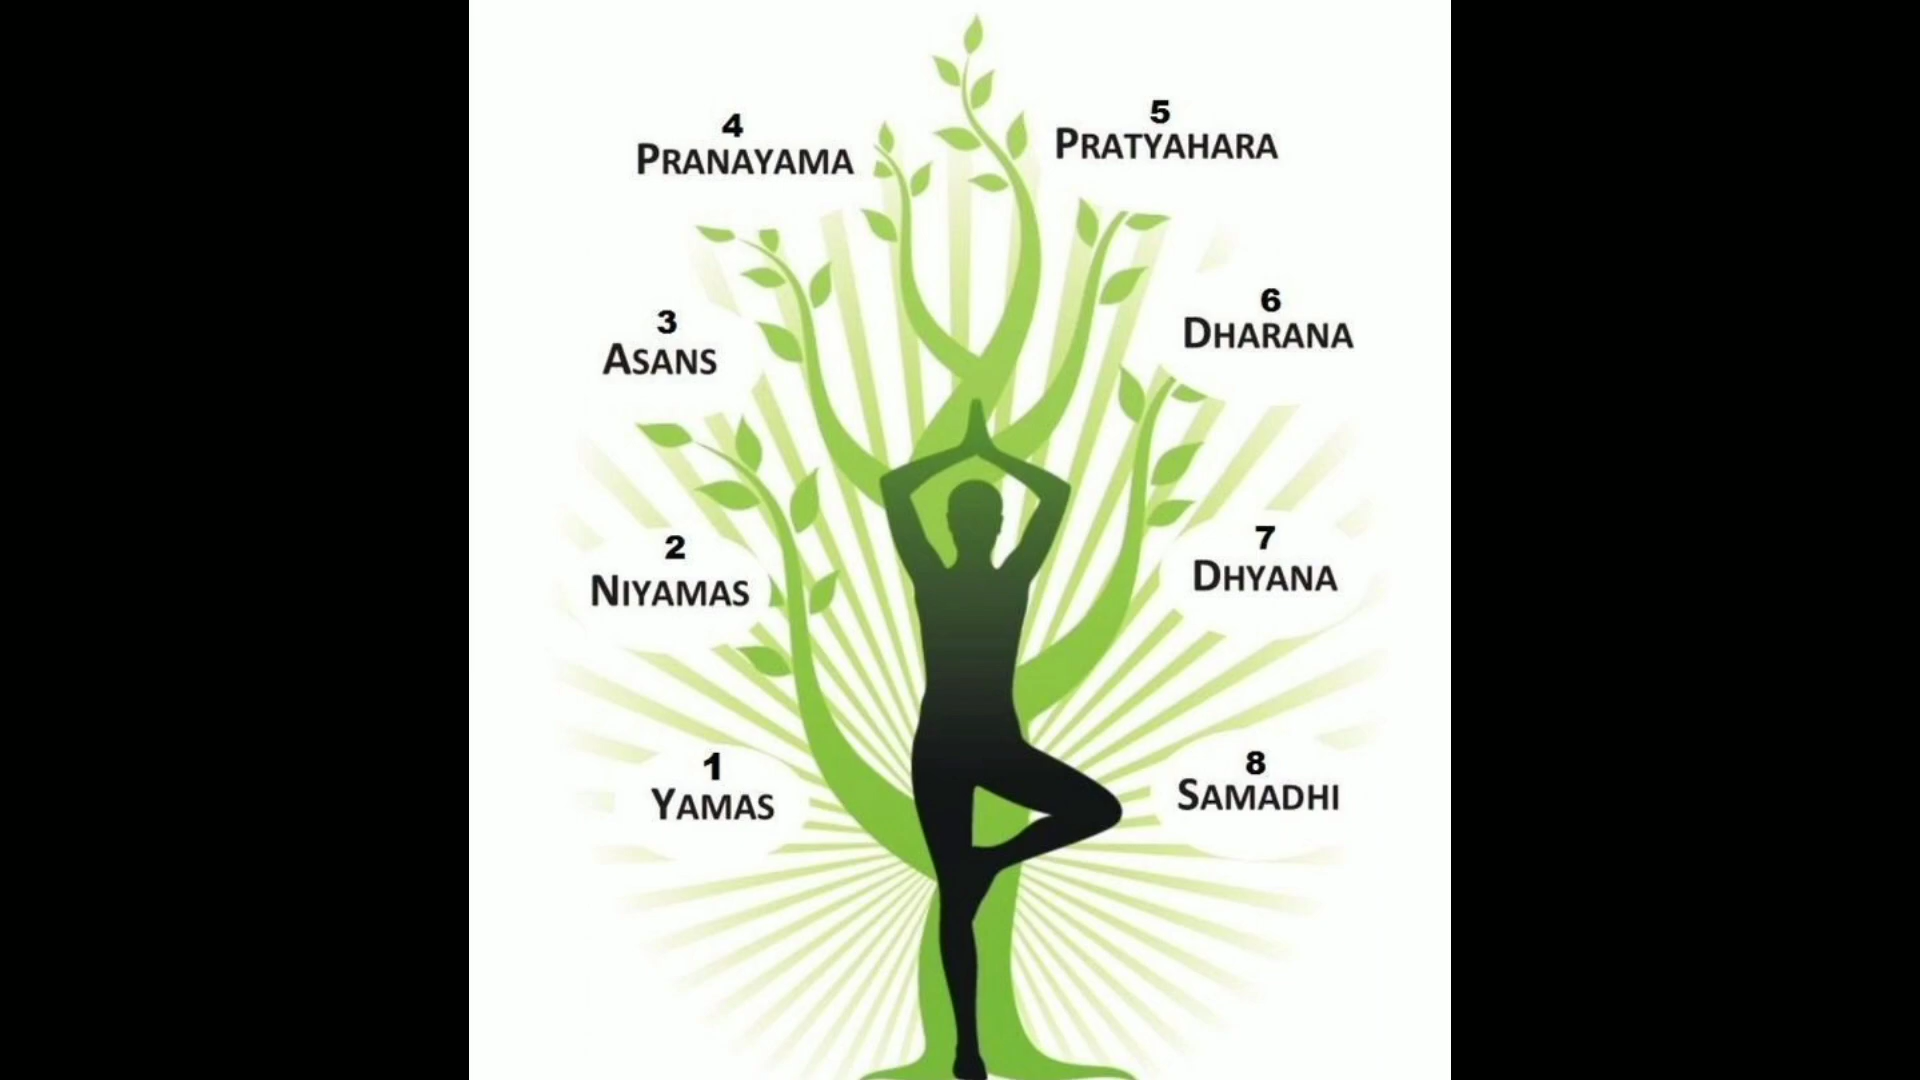 4
PRANAYAMA
5
PRATYAHARA
3
ASANS
6
DHARANA
2
NIYAMAS
7
DHYANA
1
YAMAS
8
SAMADHI